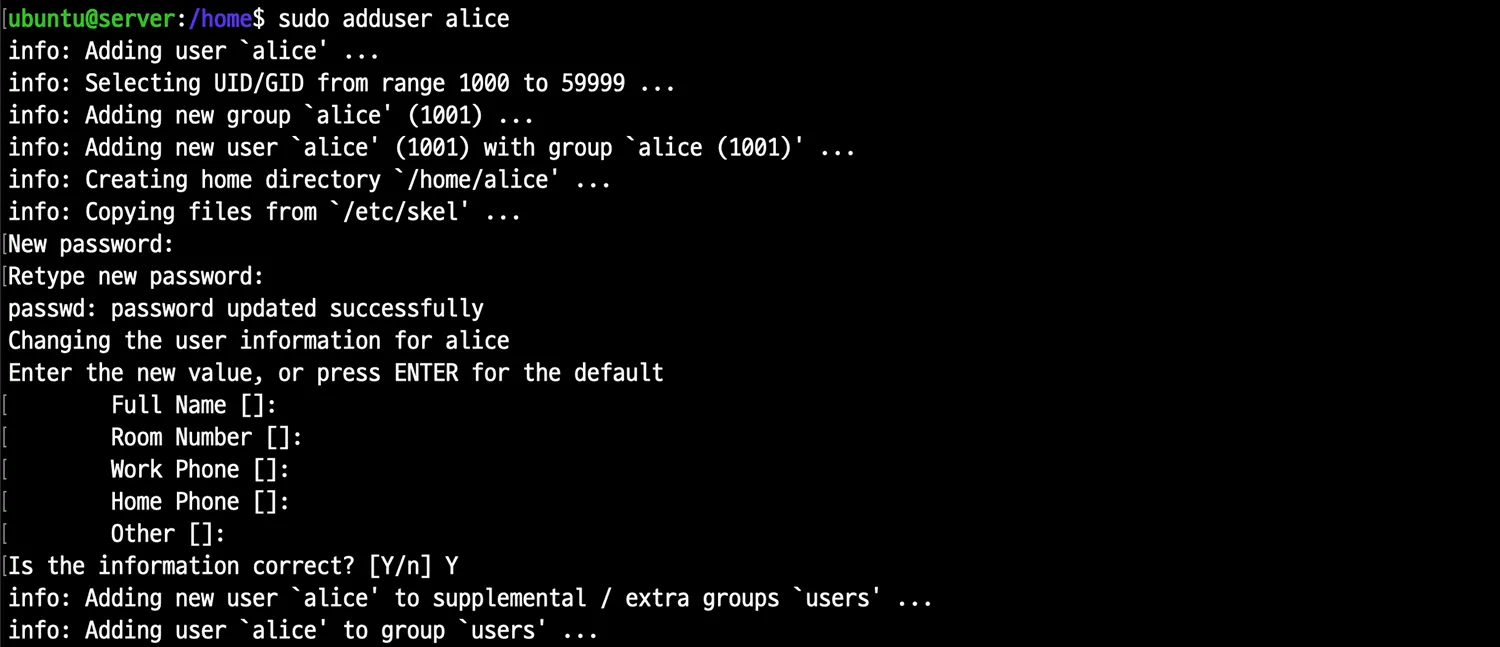 [ubuntu@server:/home$ sudo adduser alice
info: Adding user `alice' ...
info: Selecting UID/GID from range 1000 to 59999 ...
info: Adding new group `alice' (1001) ...
info: Adding new user `alice' (1001) with group `alice (1001)' ...
info: Creating home directory `/home/alice' ...
info: Copying files from `/etc/skel' ...
[New password:
[Retype new password:
passwd: password updated successfully
Changing the user information for alice
Enter the new value, or press ENTER for the default
[	Full Name []:
[	Room Number []:
[	Work Phone []:
[	Home Phone []:
[	Other []:
[Is the information correct? [Y/n] Y
info: Adding new user `alice' to supplemental / extra groups `users' ...
info: Adding user `alice' to group `users' ...